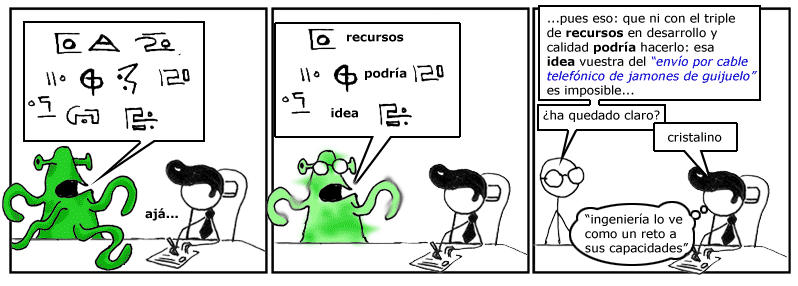 ajá...
recursos
podría
idea
...pues eso: que ni con el triple
de recursos en desarrollo y
calidad podría hacerlo: esa
idea vuestra del "envío por cable
telefónico de jamones de guijuelo"
es imposible...
¿ha quedado claro?
cristalino
"ingeniería lo ve
como un reto a
sus capacidades"